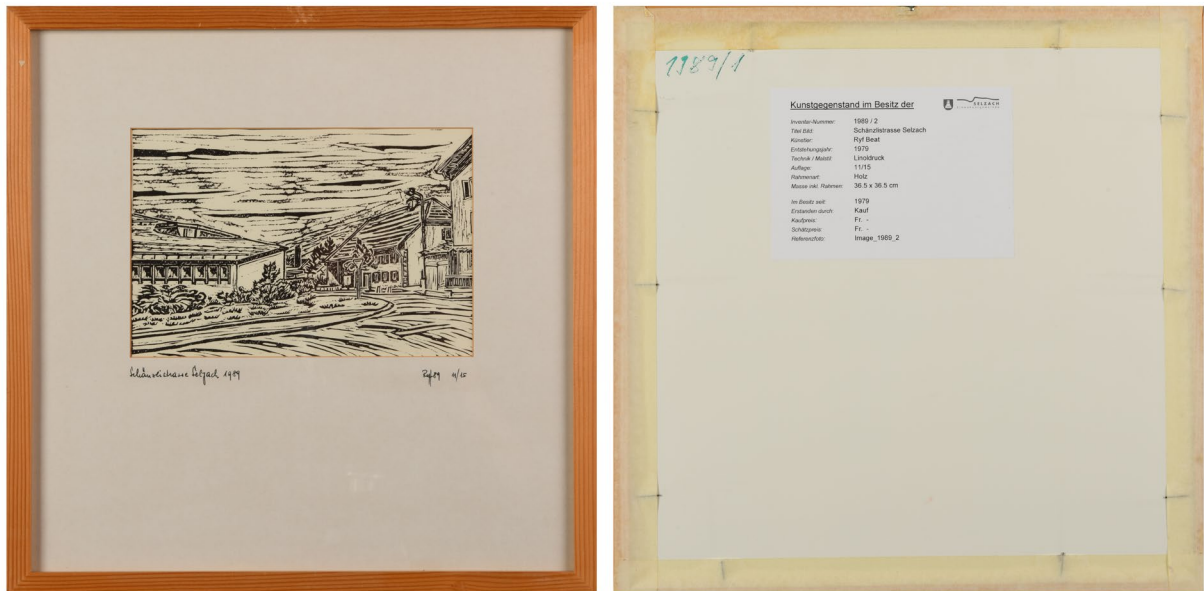 Schänzlistrasse Selzach 1989
Ryf 89 11/15
1989/1
Kunstgegenstand im Besitz der
SELZACH
Inventar-Nummer: 1989 / 2
Titel Bild: Schänzlistrasse Selzach
Künstler: Ryf Beat
Entstehungsjahr: 1979
Technik / Malstil: Linoldruck
Auflage: 11/15
Rahmenart: Holz
Masse inkl. Rahmen: 36.5 x 36.5 cm
Im Besitz seit: 1979
Erstanden durch: Kauf
Kaufpreis: Fr. -
Schätzpreis: Fr. -
Referenzfoto: Image_1989_2